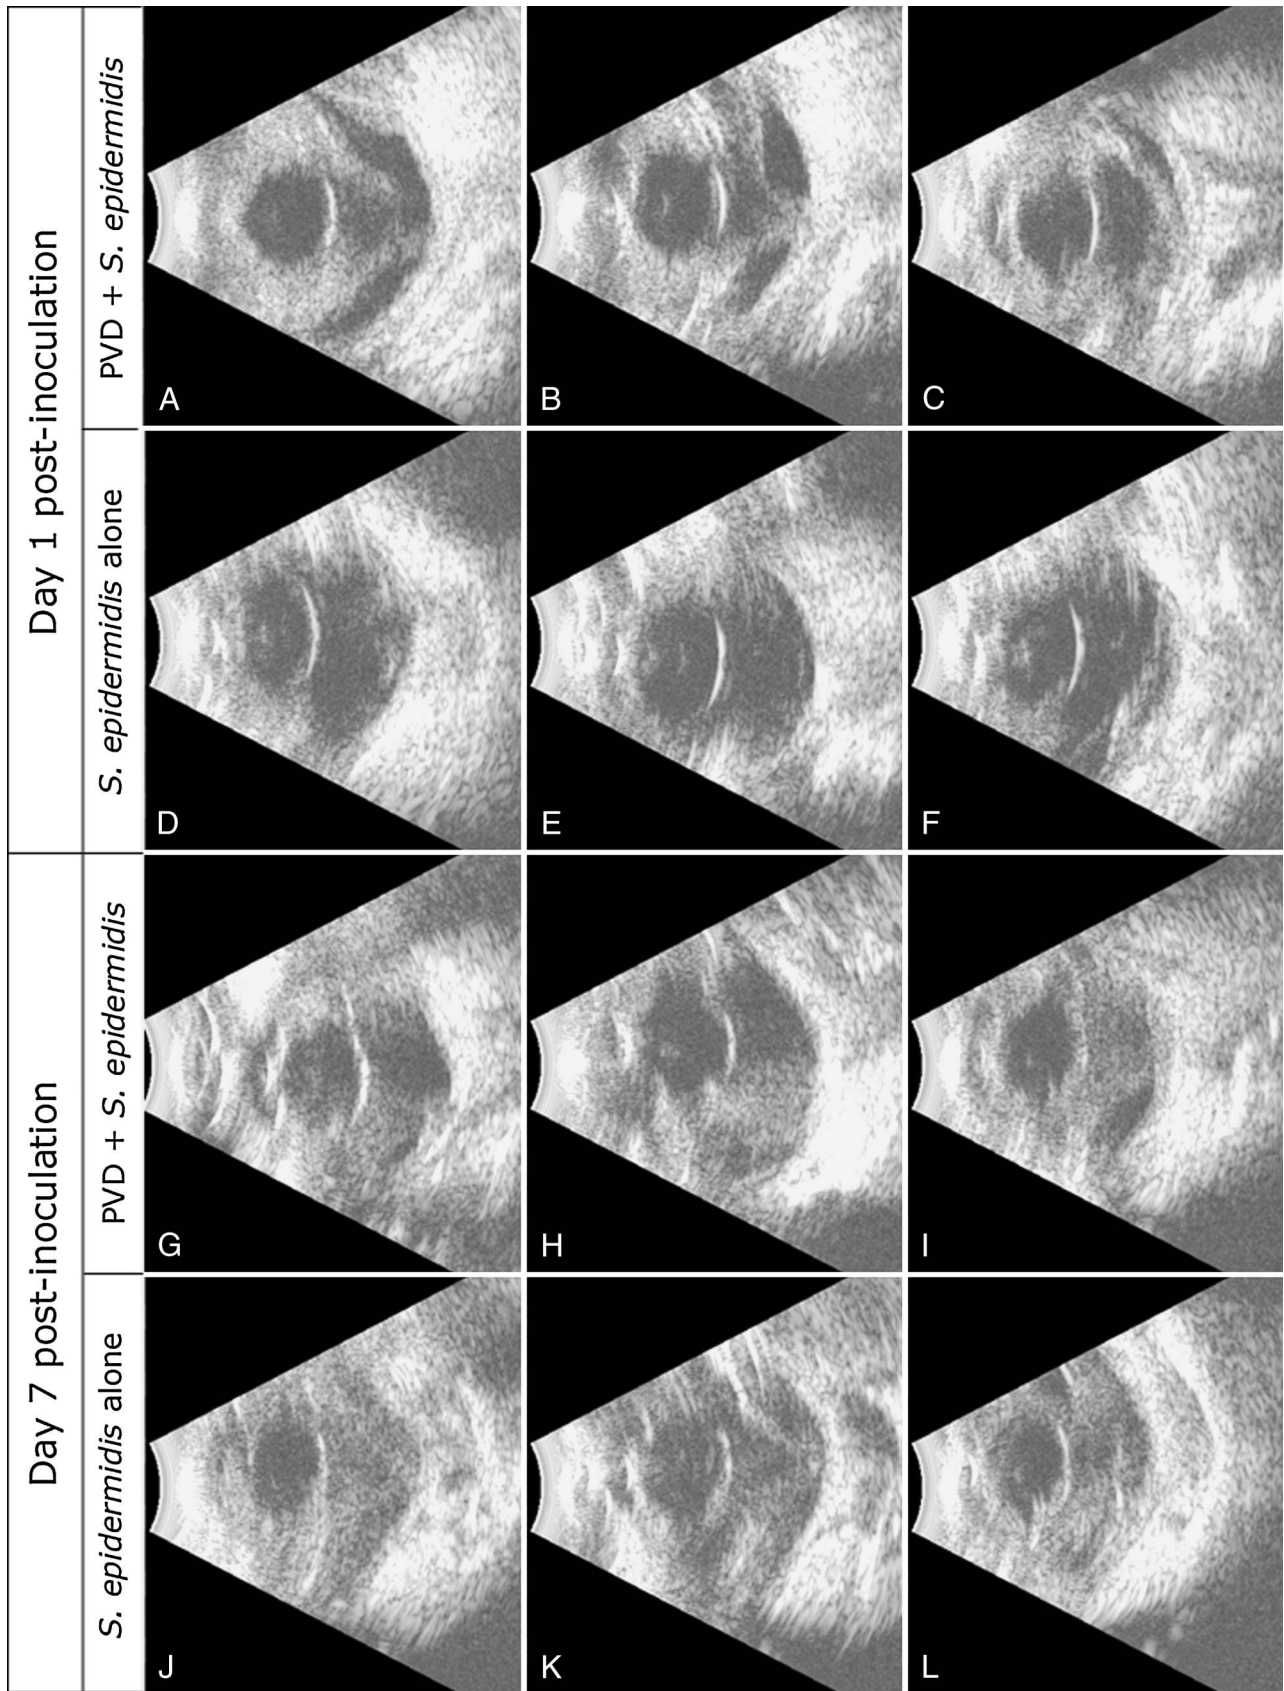 Day 1 post-inoculation
PVD + S. epidermidis
A
B
C
S. epidermidis alone
D
E
F
Day 7 post-inoculation
PVD + S. epidermidis
G
H
I
S. epidermidis alone
J
K
L